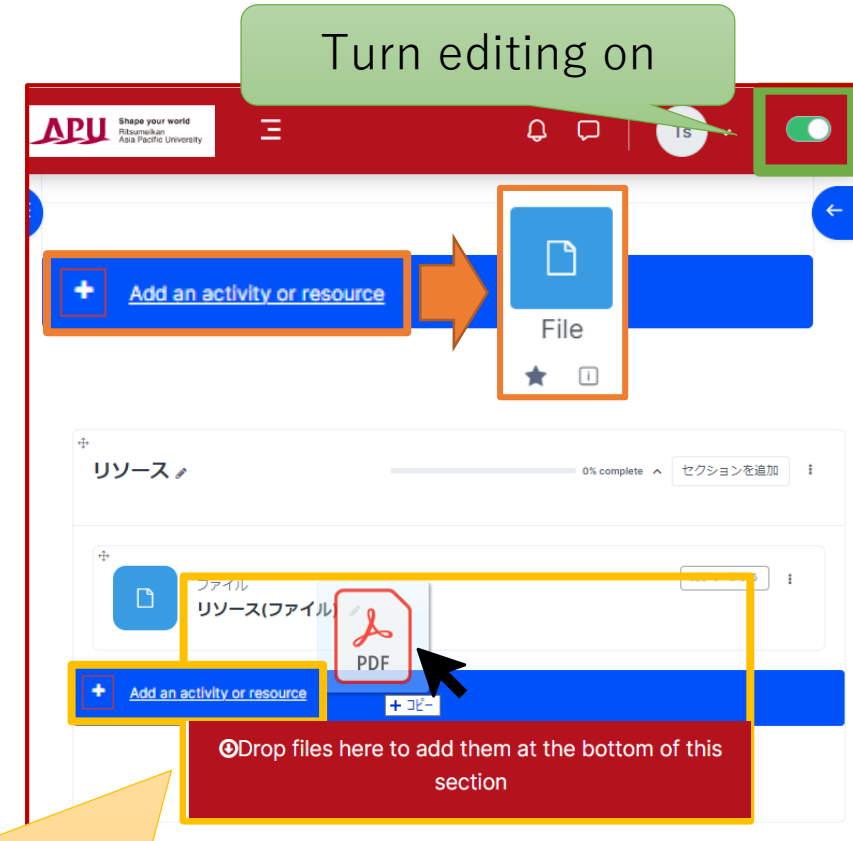 Turn editing on
APU
Shape your world
Ritsumeikan
Asia Pacific University
Ts
Add an activity or resource
File
リソース
0% complete
セクションを追加
ファイル
リソース(ファイル)
PDF
Add an activity or resource
+ コピー
Drop files here to add them at the bottom of this
section